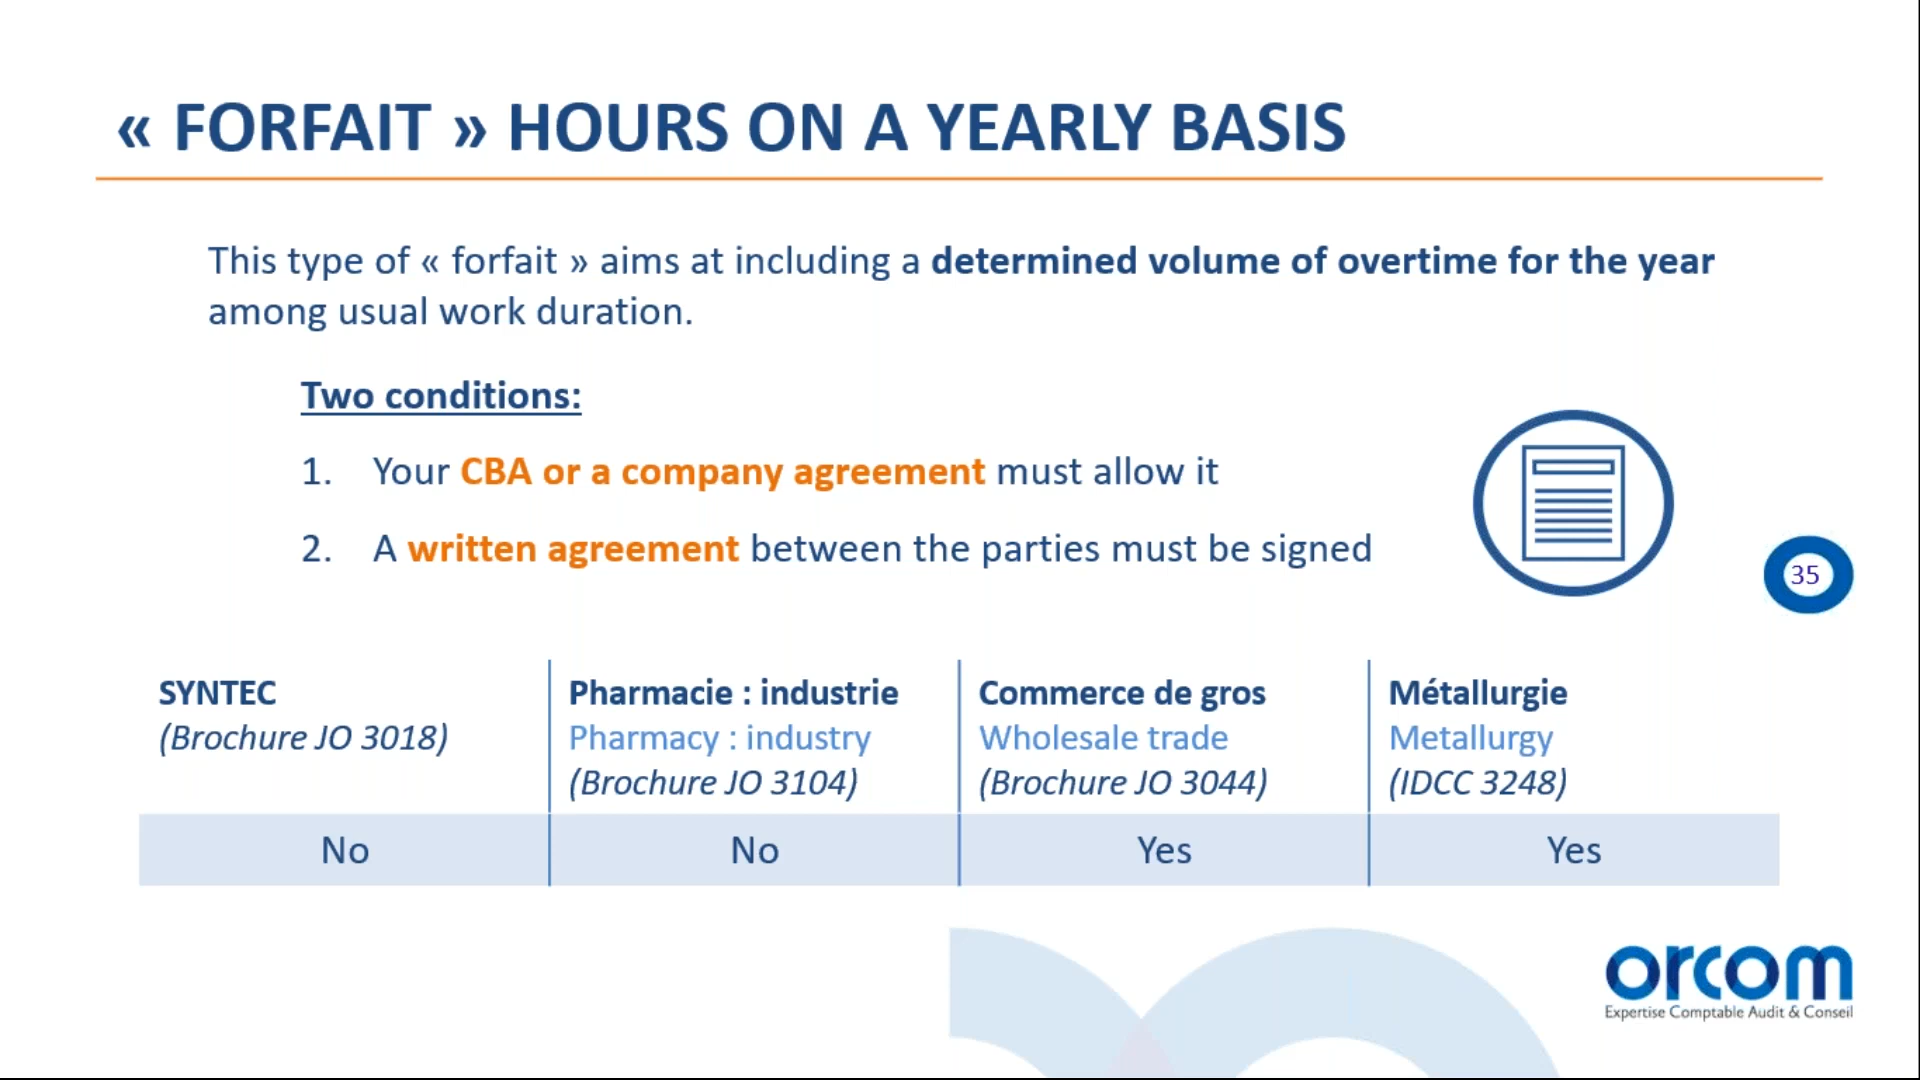 « FORFAIT » HOURS ON A YEARLY BASIS
This type of « forfait » aims at including a determined volume of overtime for the year
among usual work duration.
Two conditions:
1. Your CBA or a company agreement must allow it
2. A written agreement between the parties must be signed
35
SYNTEC
(Brochure JO 3018)
Pharmacie : industrie
Pharmacy : industry
(Brochure JO 3104)
Commerce de gros
Wholesale trade
(Brochure JO 3044)
Métallurgie
Metallurgy
(IDCC 3248)
No
No
Yes
Yes
orcom
Expertise Comptable Audit & Conseil